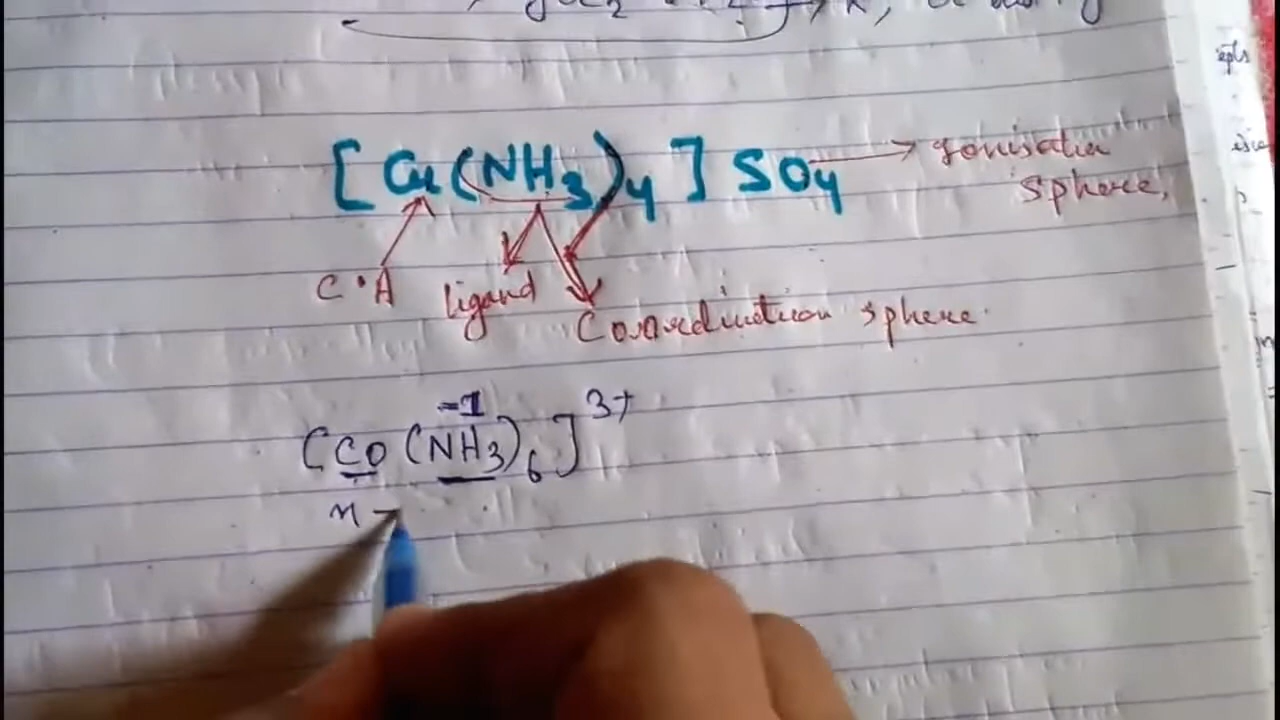 [Cu(NH3)4] SO4 → Ionisation
sphere,
C·A ligand
Coordination sphere.
-1
[Co(NH3)6]3+
x -